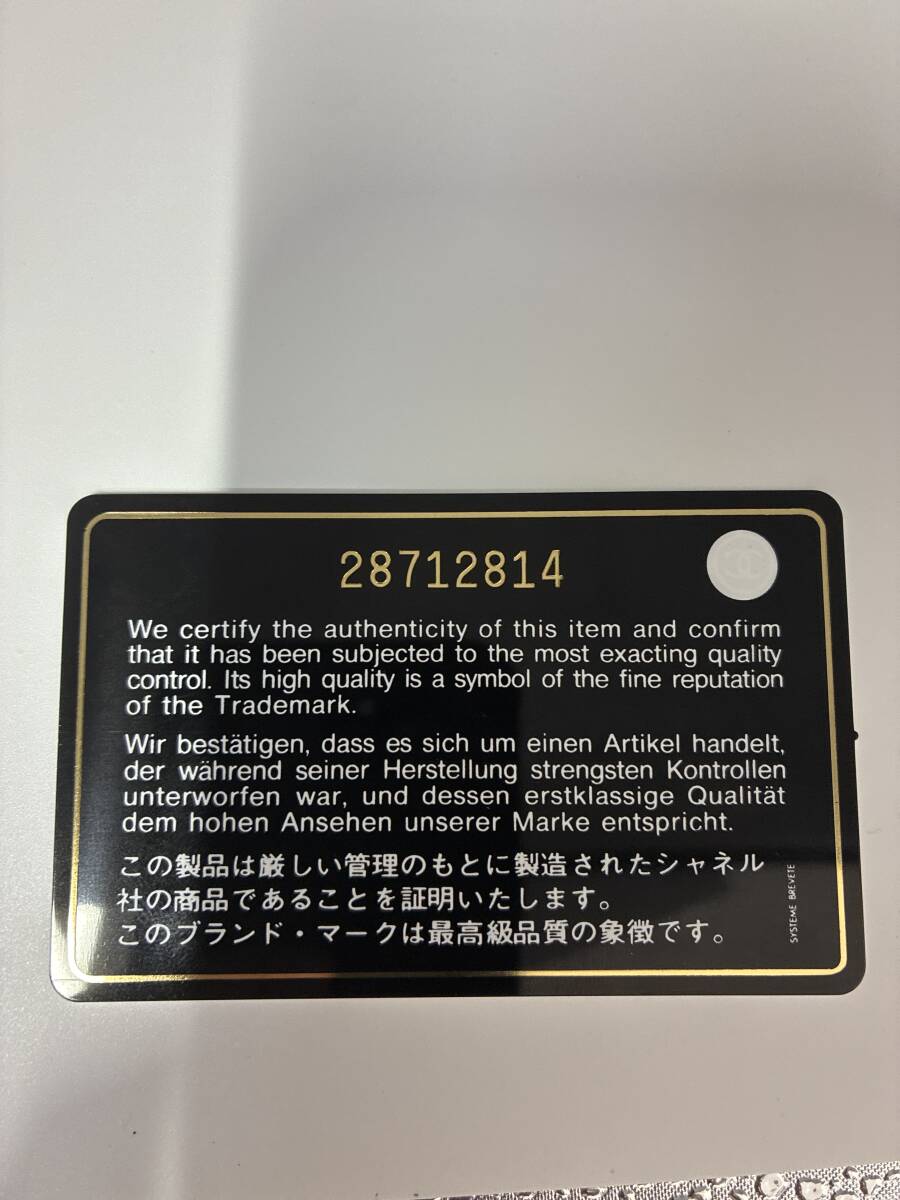 28712814
We certify the authenticity of this item and confirm
that it has been subjected to the most exacting quality
control. Its high quality is a symbol of the fine reputation
of the Trademark.
Wir bestätigen, dass es sich um einen Artikel handelt,
der während seiner Herstellung strengsten Kontrollen
unterworfen war, und dessen erstklassige Qualität
dem hohen Ansehen unserer Marke entspricht.
この製品は厳しい管理のもとに製造されたシャネル
社の商品であることを証明いたします。
このブランド・マークは最高級品質の象徴です。
SYSTEME BREVETE